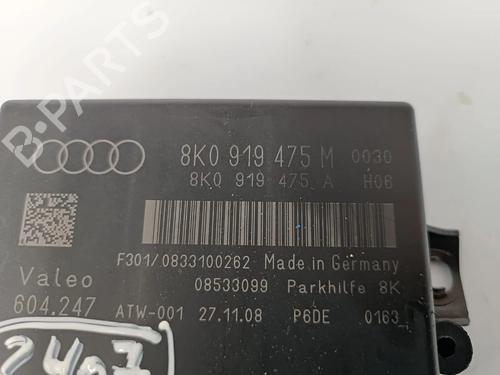 8K0 919 475 M 0030
8K0 919 475 A H06
F301/0833100262 Made in Germany
Valeo 08533099 Parkhilfe 8K
604.247 ATW-001 27.11.08 P6DE 0163
2407
B-PARTS